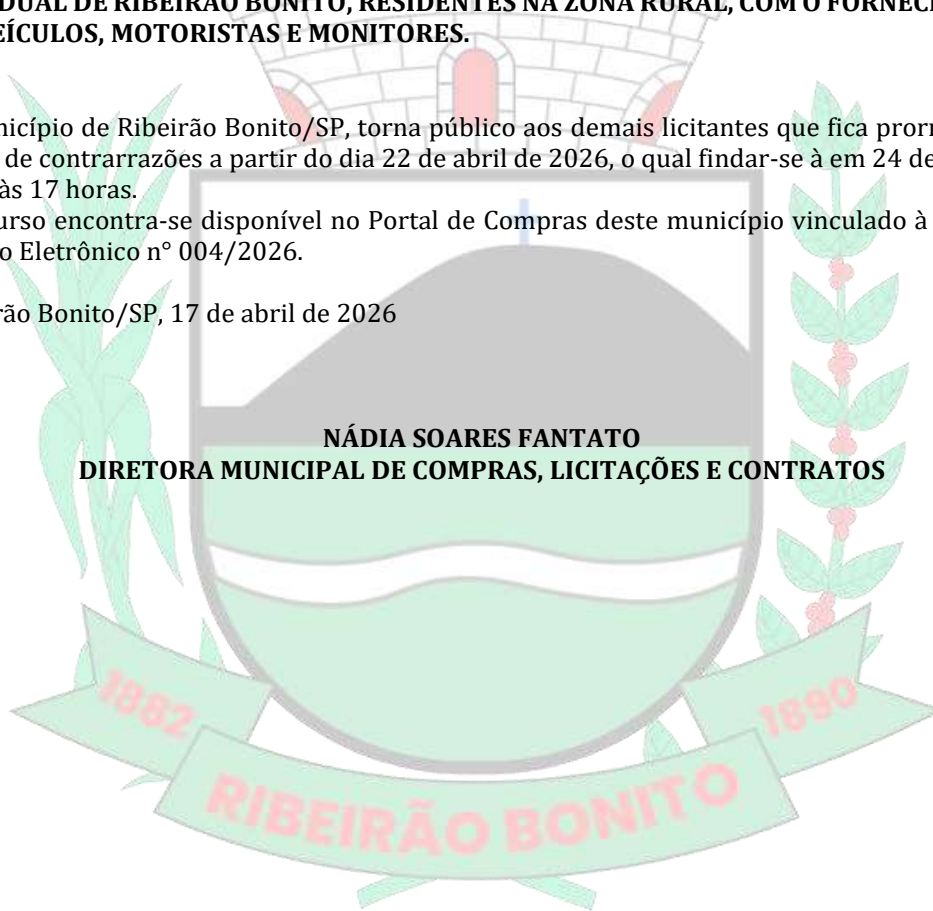 DUAL DE RIBEIRÃO BONITO, RESIDENTES NA ZONA RURAL, COM O FORNECI
EÍCULOS, MOTORISTAS E MONITORES.
nicípio de Ribeirão Bonito/SP, torna público aos demais licitantes que fica prorr
de contrarrazões a partir do dia 22 de abril de 2026, o qual findar-se à em 24 de
às 17 horas.
urso encontra-se disponível no Portal de Compras deste município vinculado à
o Eletrônico n° 004/2026.
rão Bonito/SP, 17 de abril de 2026
NÁDIA SOARES FANTATO
DIRETORA MUNICIPAL DE COMPRAS, LICITAÇÕES E CONTRATOS
1882
1890
RIBEIRÃO BONITO